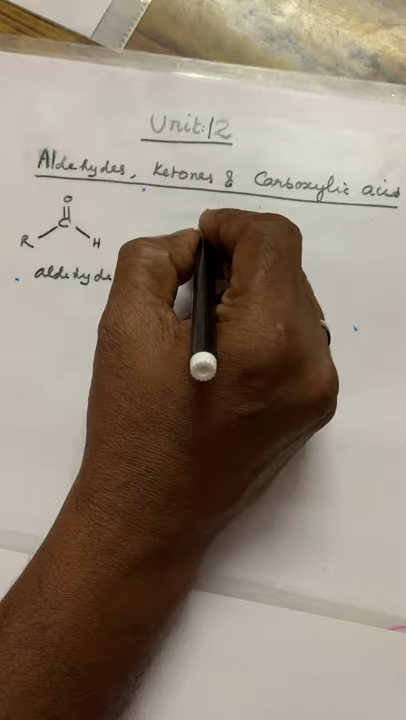 Unit:12
Aldehydes, Ketones & Carboxylic acid
O
C
R H
aldehyde